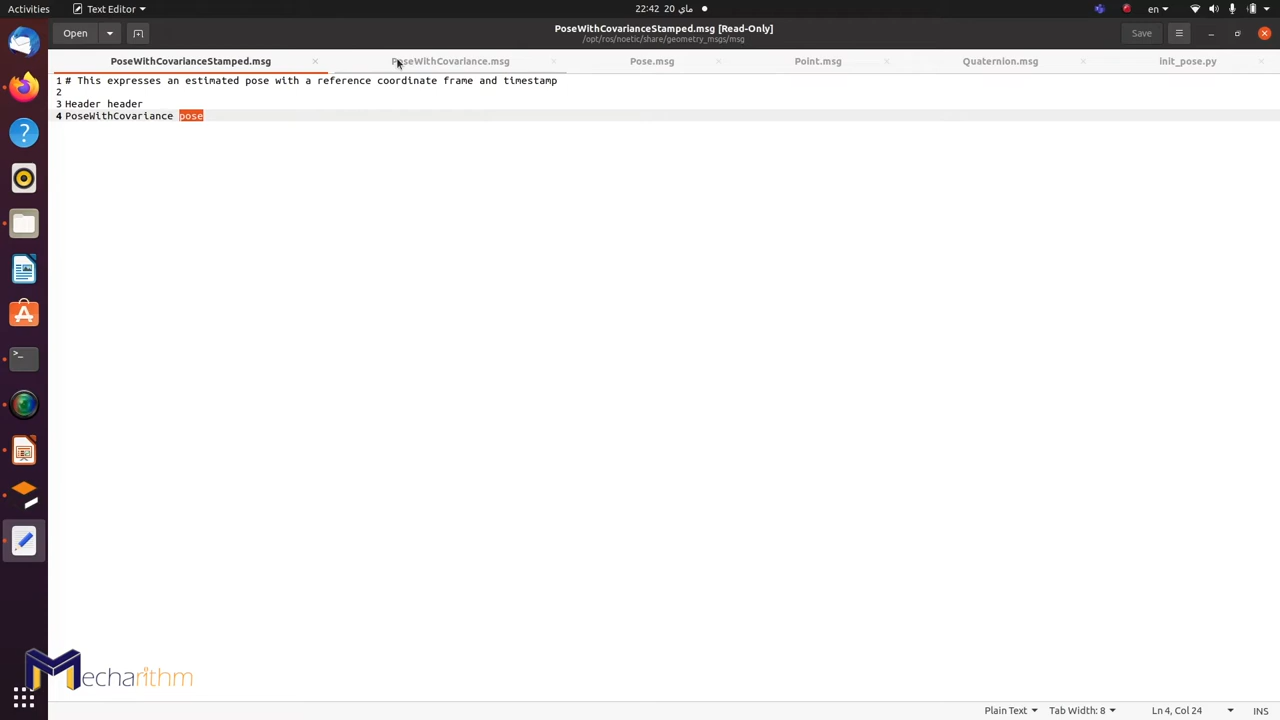 Activities
Text Editor
22:42 20 ماي
en
Open
PoseWithCovarianceStamped.msg [Read-Only]
/opt/ros/noetic/share/geometry_msgs/msg
Save
PoseWithCovarianceStamped.msg
PoseWithCovariance.msg
Pose.msg
Point.msg
Quaternion.msg
init_pose.py
1 # This expresses an estimated pose with a reference coordinate frame and timestamp
2
3 Header header
4 PoseWithCovariance pose
Mecharithm
Plain Text
Tab Width: 8
Ln 4, Col 24
INS